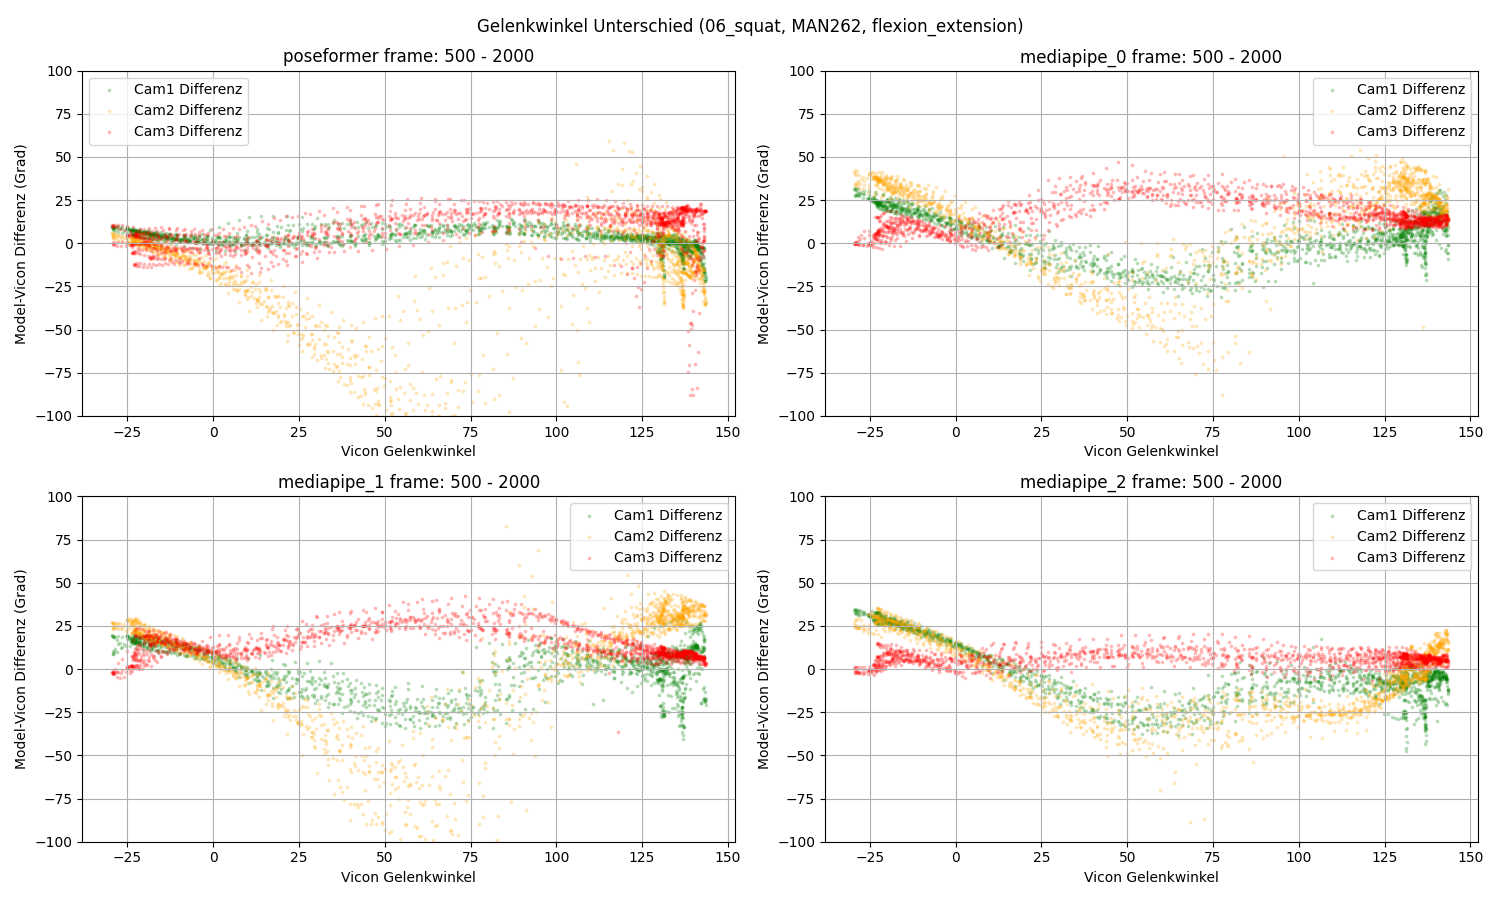 Gelenkwinkel Unterschied (06_squat, MAN262, flexion_extension)
poseformer frame: 500 - 2000
100
75
50
25
0
−25
−50
−75
−100
Model-Vicon Differenz (Grad)
Cam1 Differenz
Cam2 Differenz
Cam3 Differenz
−25 0 25 50 75 100 125 150
Vicon Gelenkwinkel
mediapipe_0 frame: 500 - 2000
100
75
50
25
0
−25
−50
−75
−100
Model-Vicon Differenz (Grad)
Cam1 Differenz
Cam2 Differenz
Cam3 Differenz
−25 0 25 50 75 100 125 150
Vicon Gelenkwinkel
mediapipe_1 frame: 500 - 2000
100
75
50
25
0
−25
−50
−75
−100
Model-Vicon Differenz (Grad)
Cam1 Differenz
Cam2 Differenz
Cam3 Differenz
−25 0 25 50 75 100 125 150
Vicon Gelenkwinkel
mediapipe_2 frame: 500 - 2000
100
75
50
25
0
−25
−50
−75
−100
Model-Vicon Differenz (Grad)
Cam1 Differenz
Cam2 Differenz
Cam3 Differenz
−25 0 25 50 75 100 125 150
Vicon Gelenkwinkel